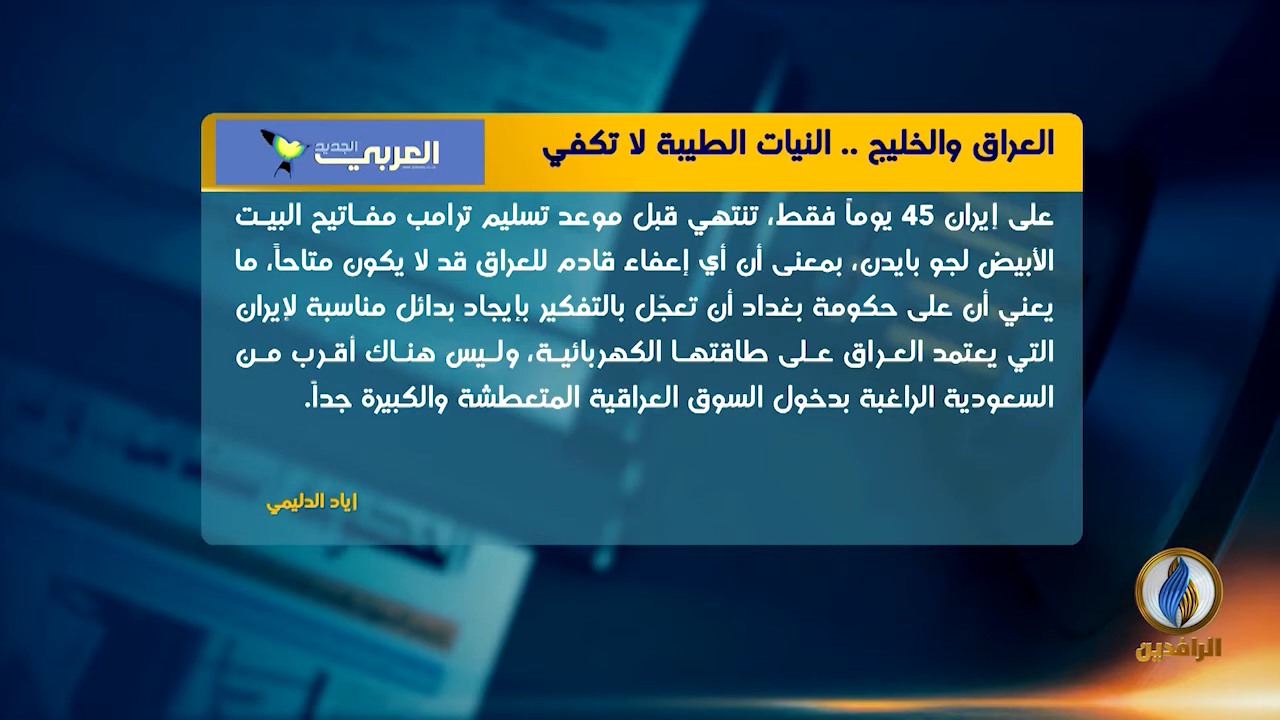 العراق والخليج .. النيات الطيبة لا تكفي
العربي الجديد
على إيران 45 يوماً فقط، تنتهي قبل موعد تسليم ترامب مفاتيح البيت
الأبيض لجو بايدن، بمعنى أن أي إعفاء قادم للعراق قد لا يكون متاحاً، ما
يعني أن على حكومة بغداد أن تعجّل بالتفكير بإيجاد بدائل مناسبة لإيران
التي يعتمد العراق على طاقتها الكهربائية، وليس هناك أقرب من
السعودية الراغبة بدخول السوق العراقية المتعطشة والكبيرة جداً.
إياد الدليمي
الرافدين